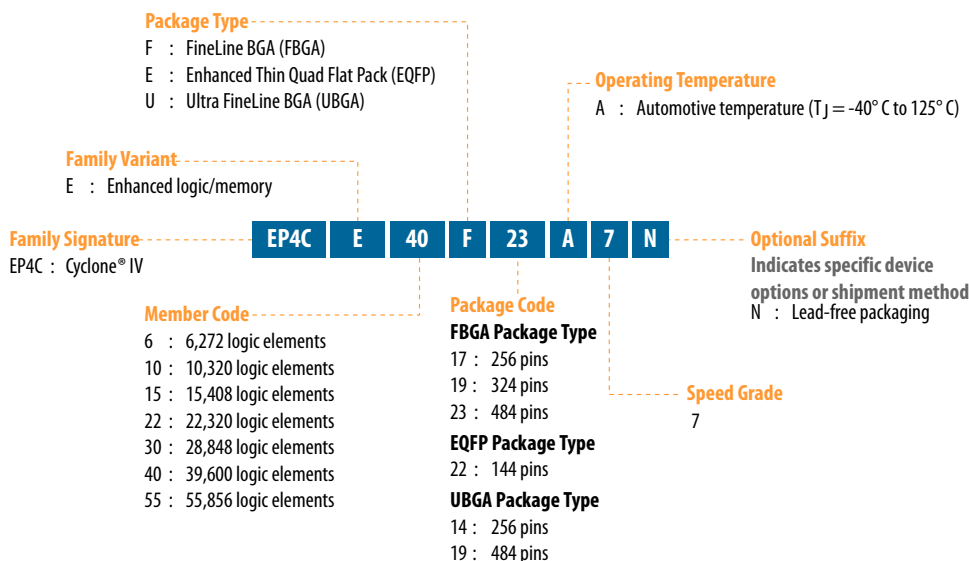 Package Type
F : FineLine BGA (FBGA)
E : Enhanced Thin Quad Flat Pack (EQFP)
U : Ultra FineLine BGA (UBGA)
Operating Temperature
A : Automotive temperature (TJ = -40° C to 125° C)
Family Variant
E : Enhanced logic/memory
Family Signature
EP4C : Cyclone® IV
EP4C E 40 F 23 A 7 N
Optional Suffix
Indicates specific device
options or shipment method
N : Lead-free packaging
Member Code
6 : 6,272 logic elements
10 : 10,320 logic elements
15 : 15,408 logic elements
22 : 22,320 logic elements
30 : 28,848 logic elements
40 : 39,600 logic elements
55 : 55,856 logic elements
Package Code
FBGA Package Type
17 : 256 pins
19 : 324 pins
23 : 484 pins
EQFP Package Type
22 : 144 pins
UBGA Package Type
14 : 256 pins
19 : 484 pins
Speed Grade
7